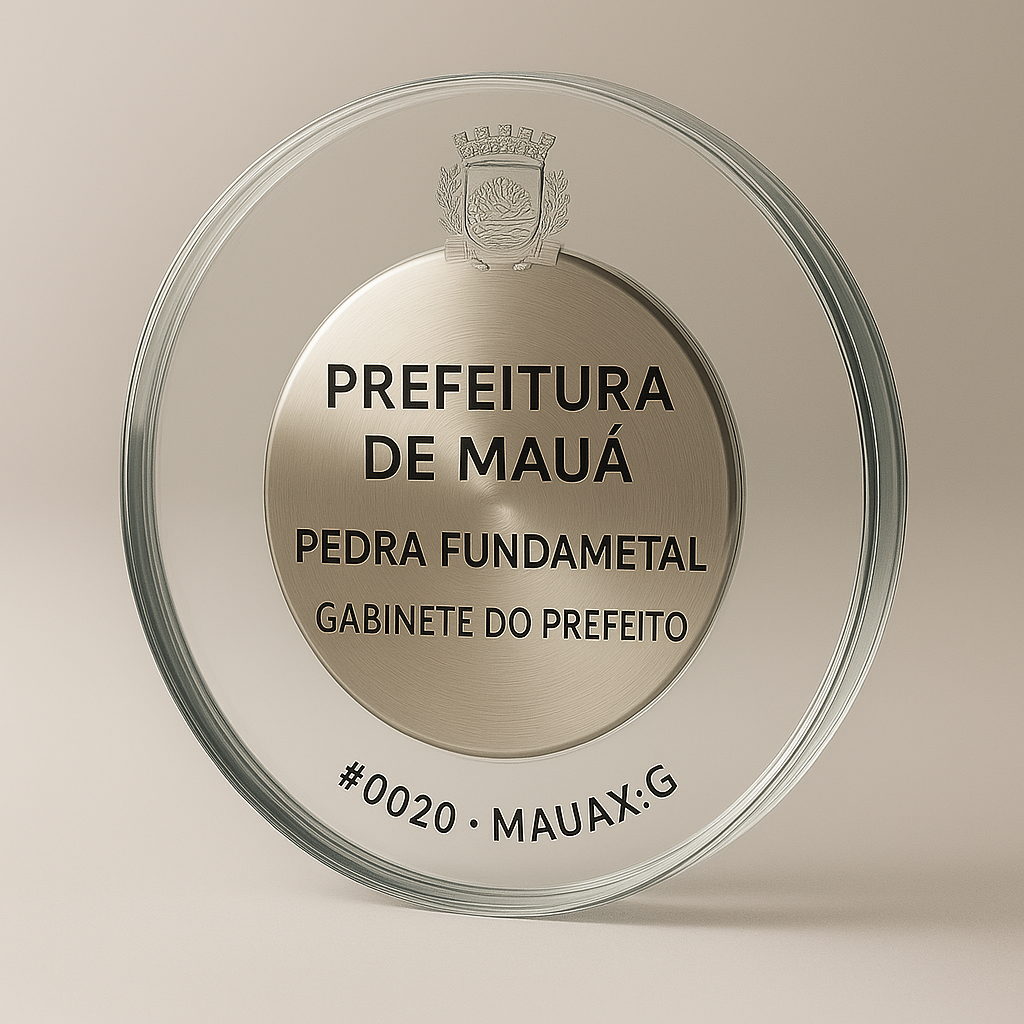 PREFEITURA
DE MAUÁ
PEDRA FUNDAMETAL
GABINETE DO PREFEITO
#0020 · MAUAX:G